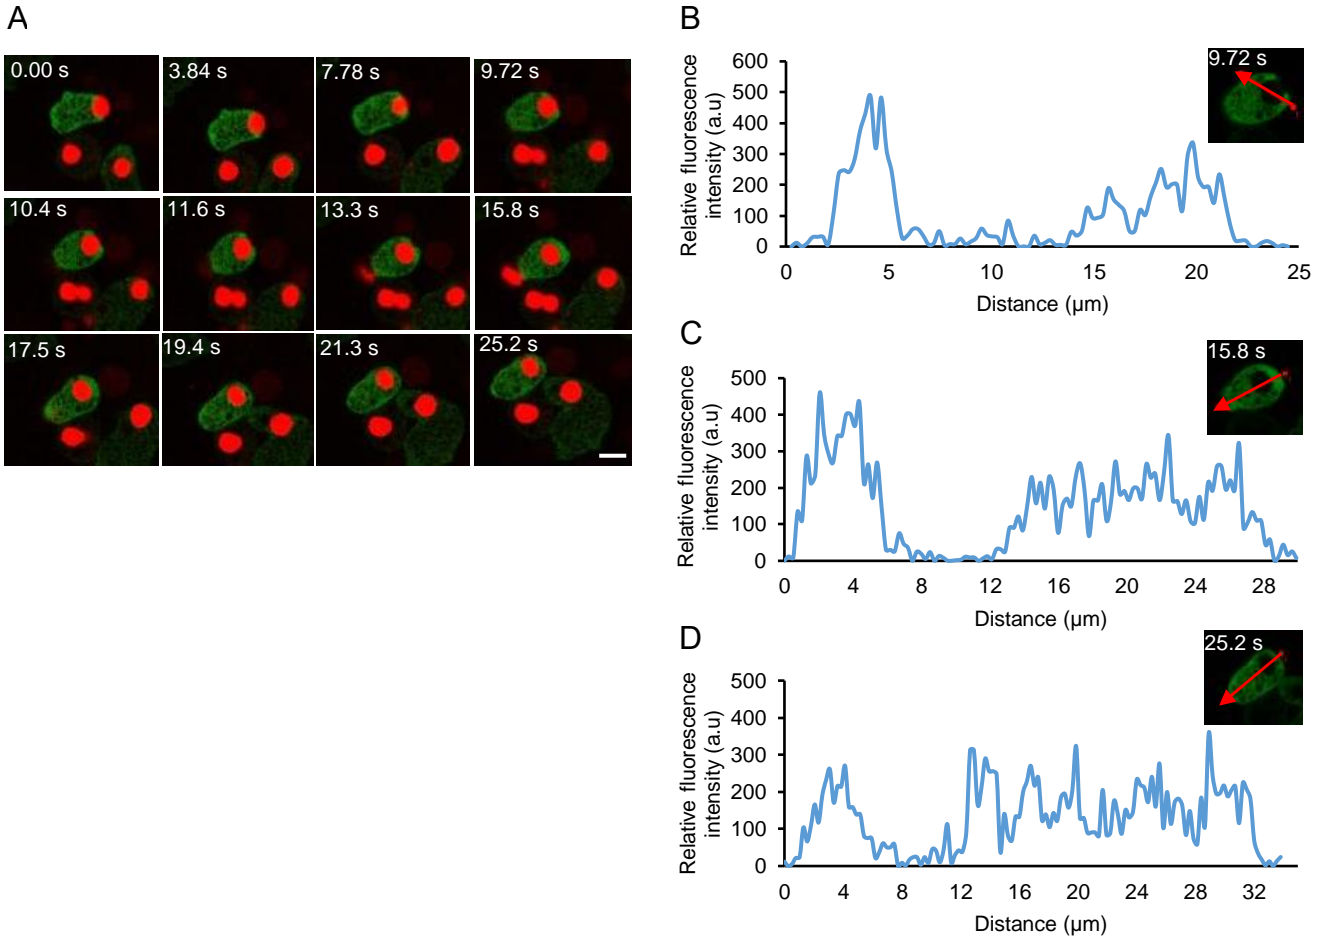 A
0.00 s
3.84 s
7.78 s
9.72 s
10.4 s
11.6 s
13.3 s
15.8 s
17.5 s
19.4 s
21.3 s
25.2 s
B
Relative fluorescence
intensity (a.u)
600
500
400
300
200
100
0
0 5 10 15 20 25
Distance (µm)
9.72 s
C
Relative fluorescence
intensity (a.u)
500
400
300
200
100
0
0 4 8 12 16 20 24 28
Distance (µm)
15.8 s
D
Relative fluorescence
intensity (a.u)
500
400
300
200
100
0
0 4 8 12 16 20 24 28 32
Distance (µm)
25.2 s